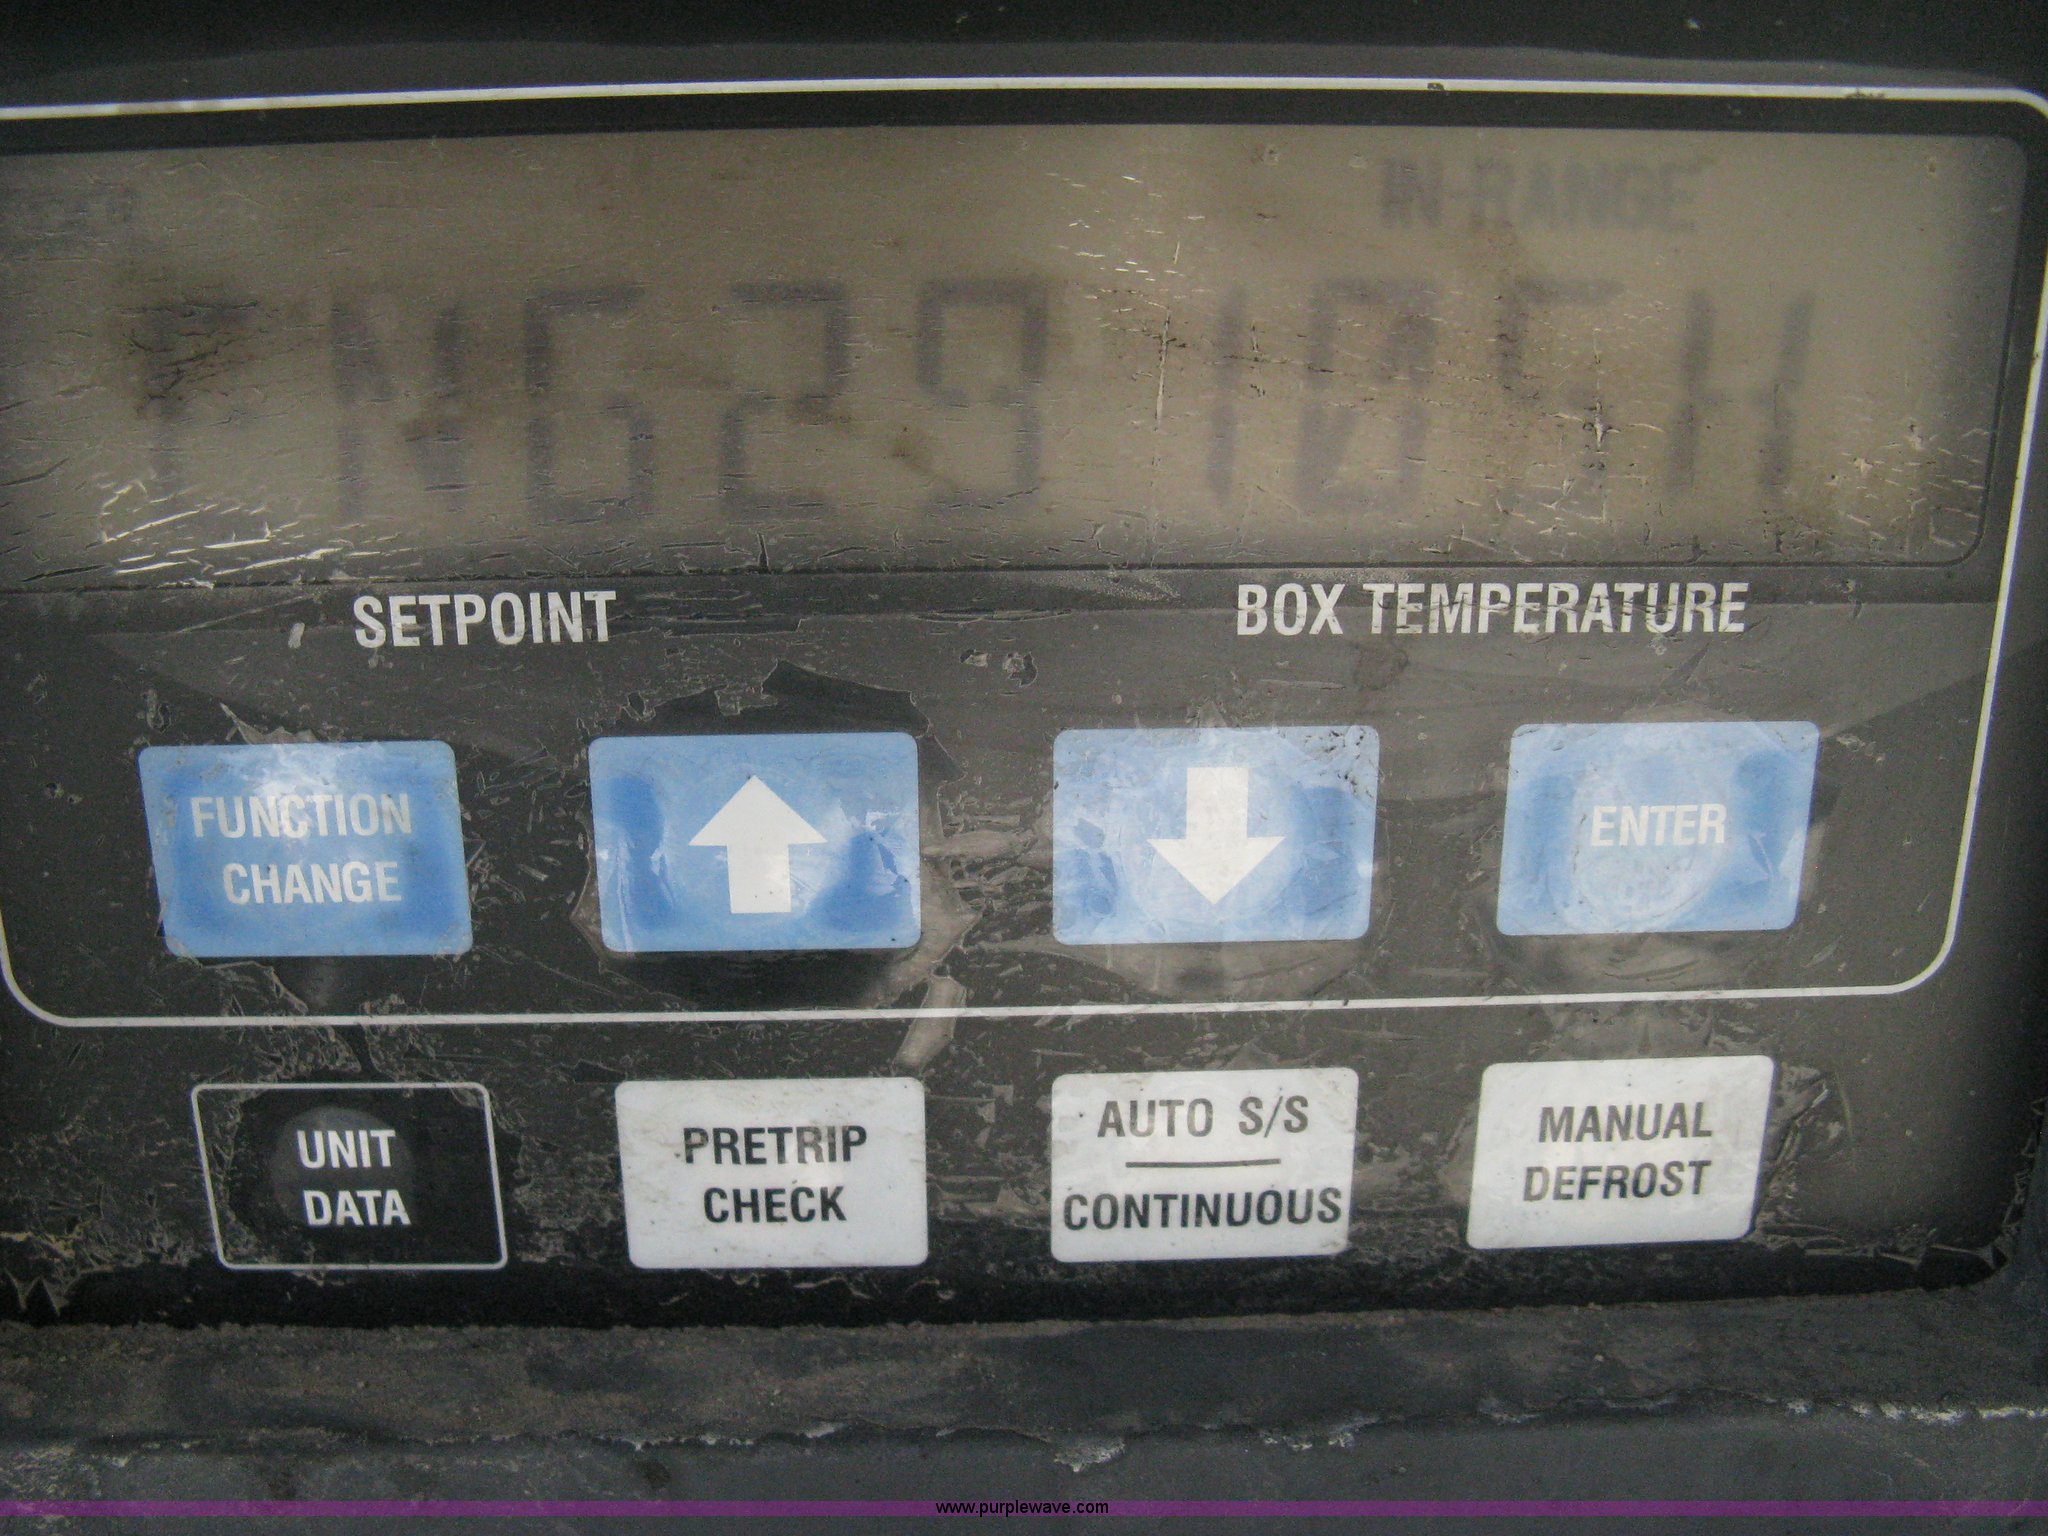 IN-RANGE
ENG29105H
SETPOINT
BOX TEMPERATURE
FUNCTION
CHANGE
ENTER
UNIT
DATA
PRETRIP
CHECK
AUTO S/S
CONTINUOUS
MANUAL
DEFROST
www.purplewave.com